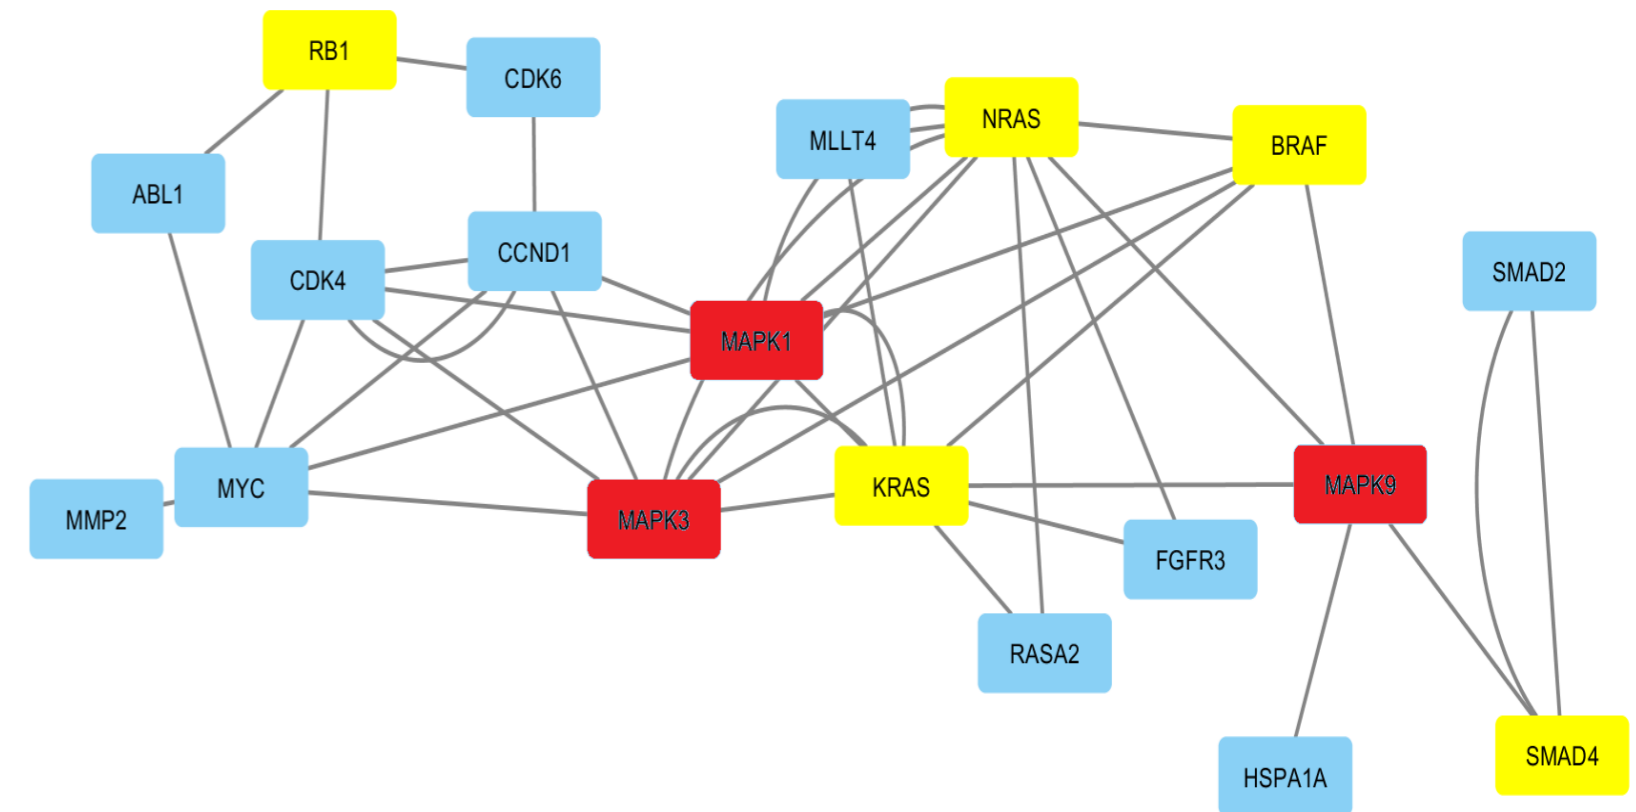 RB1
CDK6
NRAS
MLLT4
BRAF
ABL1
CCND1
SMAD2
CDK4
MAPK1
MYC
KRAS
MAPK9
MMP2
MAPK3
FGFR3
RASA2
SMAD4
HSPA1A